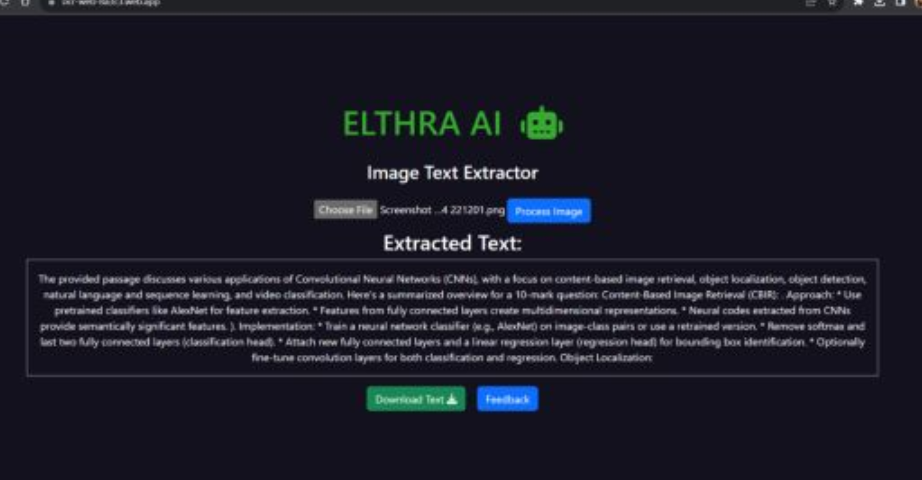 ELTHRA AI
Image Text Extractor
Choose File Screenshot ...4 221201.png Process Image
Extracted Text:
The provided passage discusses various applications of Convolutional Neural Networks (CNNs), with a focus on content-based image retrieval, object localization, object detection,
natural language and sequence learning, and video classification. Here's a summarized overview for a 10-mark question: Content-Based Image Retrieval (CBIR): . Approach: * Use
pretrained classifiers like AlexNet for feature extraction. * Features from fully connected layers create multidimensional representations. * Neural codes extracted from CNNs
provide semantically significant features. ). Implementation: * Train a neural network classifier (e.g., AlexNet) on image-class pairs or use a retrained version. * Remove softmax and
last two fully connected layers (classification head). * Attach new fully connected layers and a linear regression layer (regression head) for bounding box identification. * Optionally
fine-tune convolution layers for both classification and regression. Object Localization:
Download Text Feedback